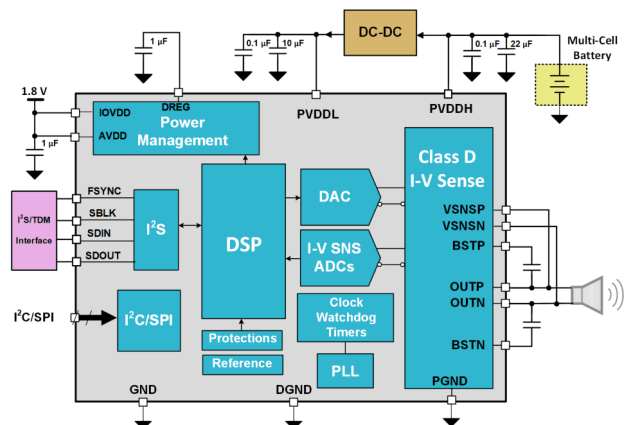 DC-DC
1 µF
0.1 µF
10 µF
0.1 µF
22 µF
Multi-Cell
Battery
1.8 V
IOVDD
DREG
Power
Management
AVDD
1 µF
PVDDL
PVDDH
Class D
I-V Sense
FSYNC
SBLK
SDIN
SDOUT
I²S/TDM
Interface
I²S
DSP
DAC
I-V SNS
ADCs
VSNSP
VSNSN
BSTP
OUTP
OUTN
BSTN
I²C/SPI
I²C/SPI
Protections
Reference
Clock
Watchdog
Timers
PLL
GND
DGND
PGND